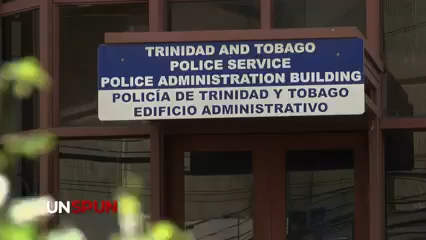 TRINIDAD AND TOBAGO
POLICE SERVICE
POLICE ADMINISTRATION BUILDING
POLICÍA DE TRINIDAD Y TOBAGO
EDIFICIO ADMINISTRATIVO
UNSPUN